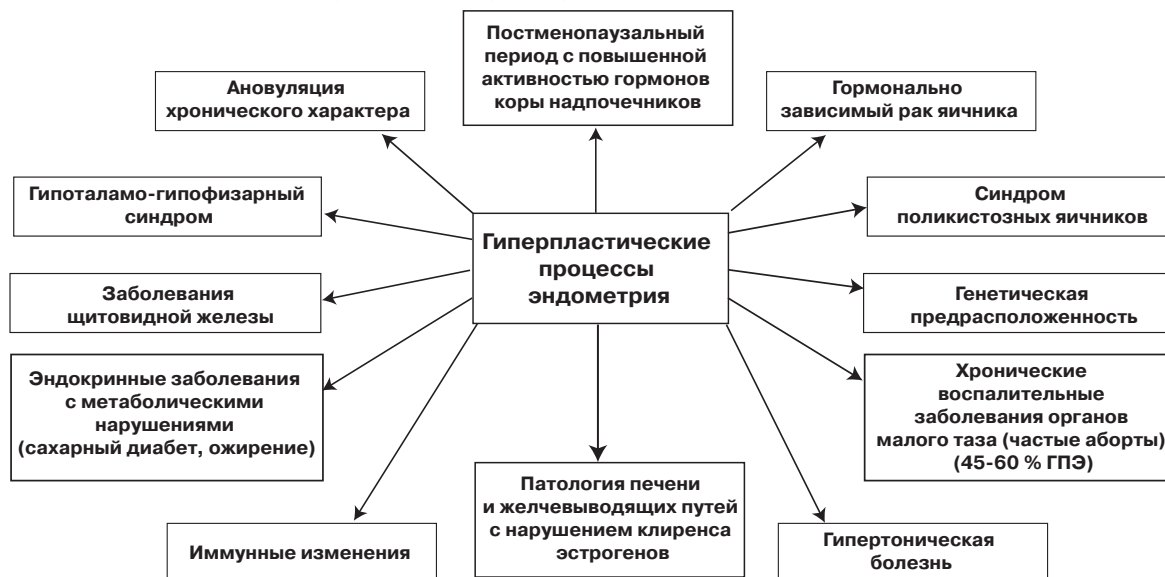 Постменопаузальный
период с повышенной
активностью гормонов
коры надпочечников
Ановуляция
хронического характера
Гормонально
зависимый рак яичника
Гипоталамо-гипофизарный
синдром
Синдром
поликистозных яичников
Гиперпластические
процессы
эндометрия
Заболевания
щитовидной железы
Генетическая
предрасположенность
Эндокринные заболевания
с метаболическими
нарушениями
(сахарный диабет, ожирение)
Хронические
воспалительные
заболевания органов
малого таза (частые аборты)
(45-60 % ГПЭ)
Иммунные изменения
Патология печени
и желчевыводящих путей
с нарушением клиренса
эстрогенов
Гипертоническая
болезнь